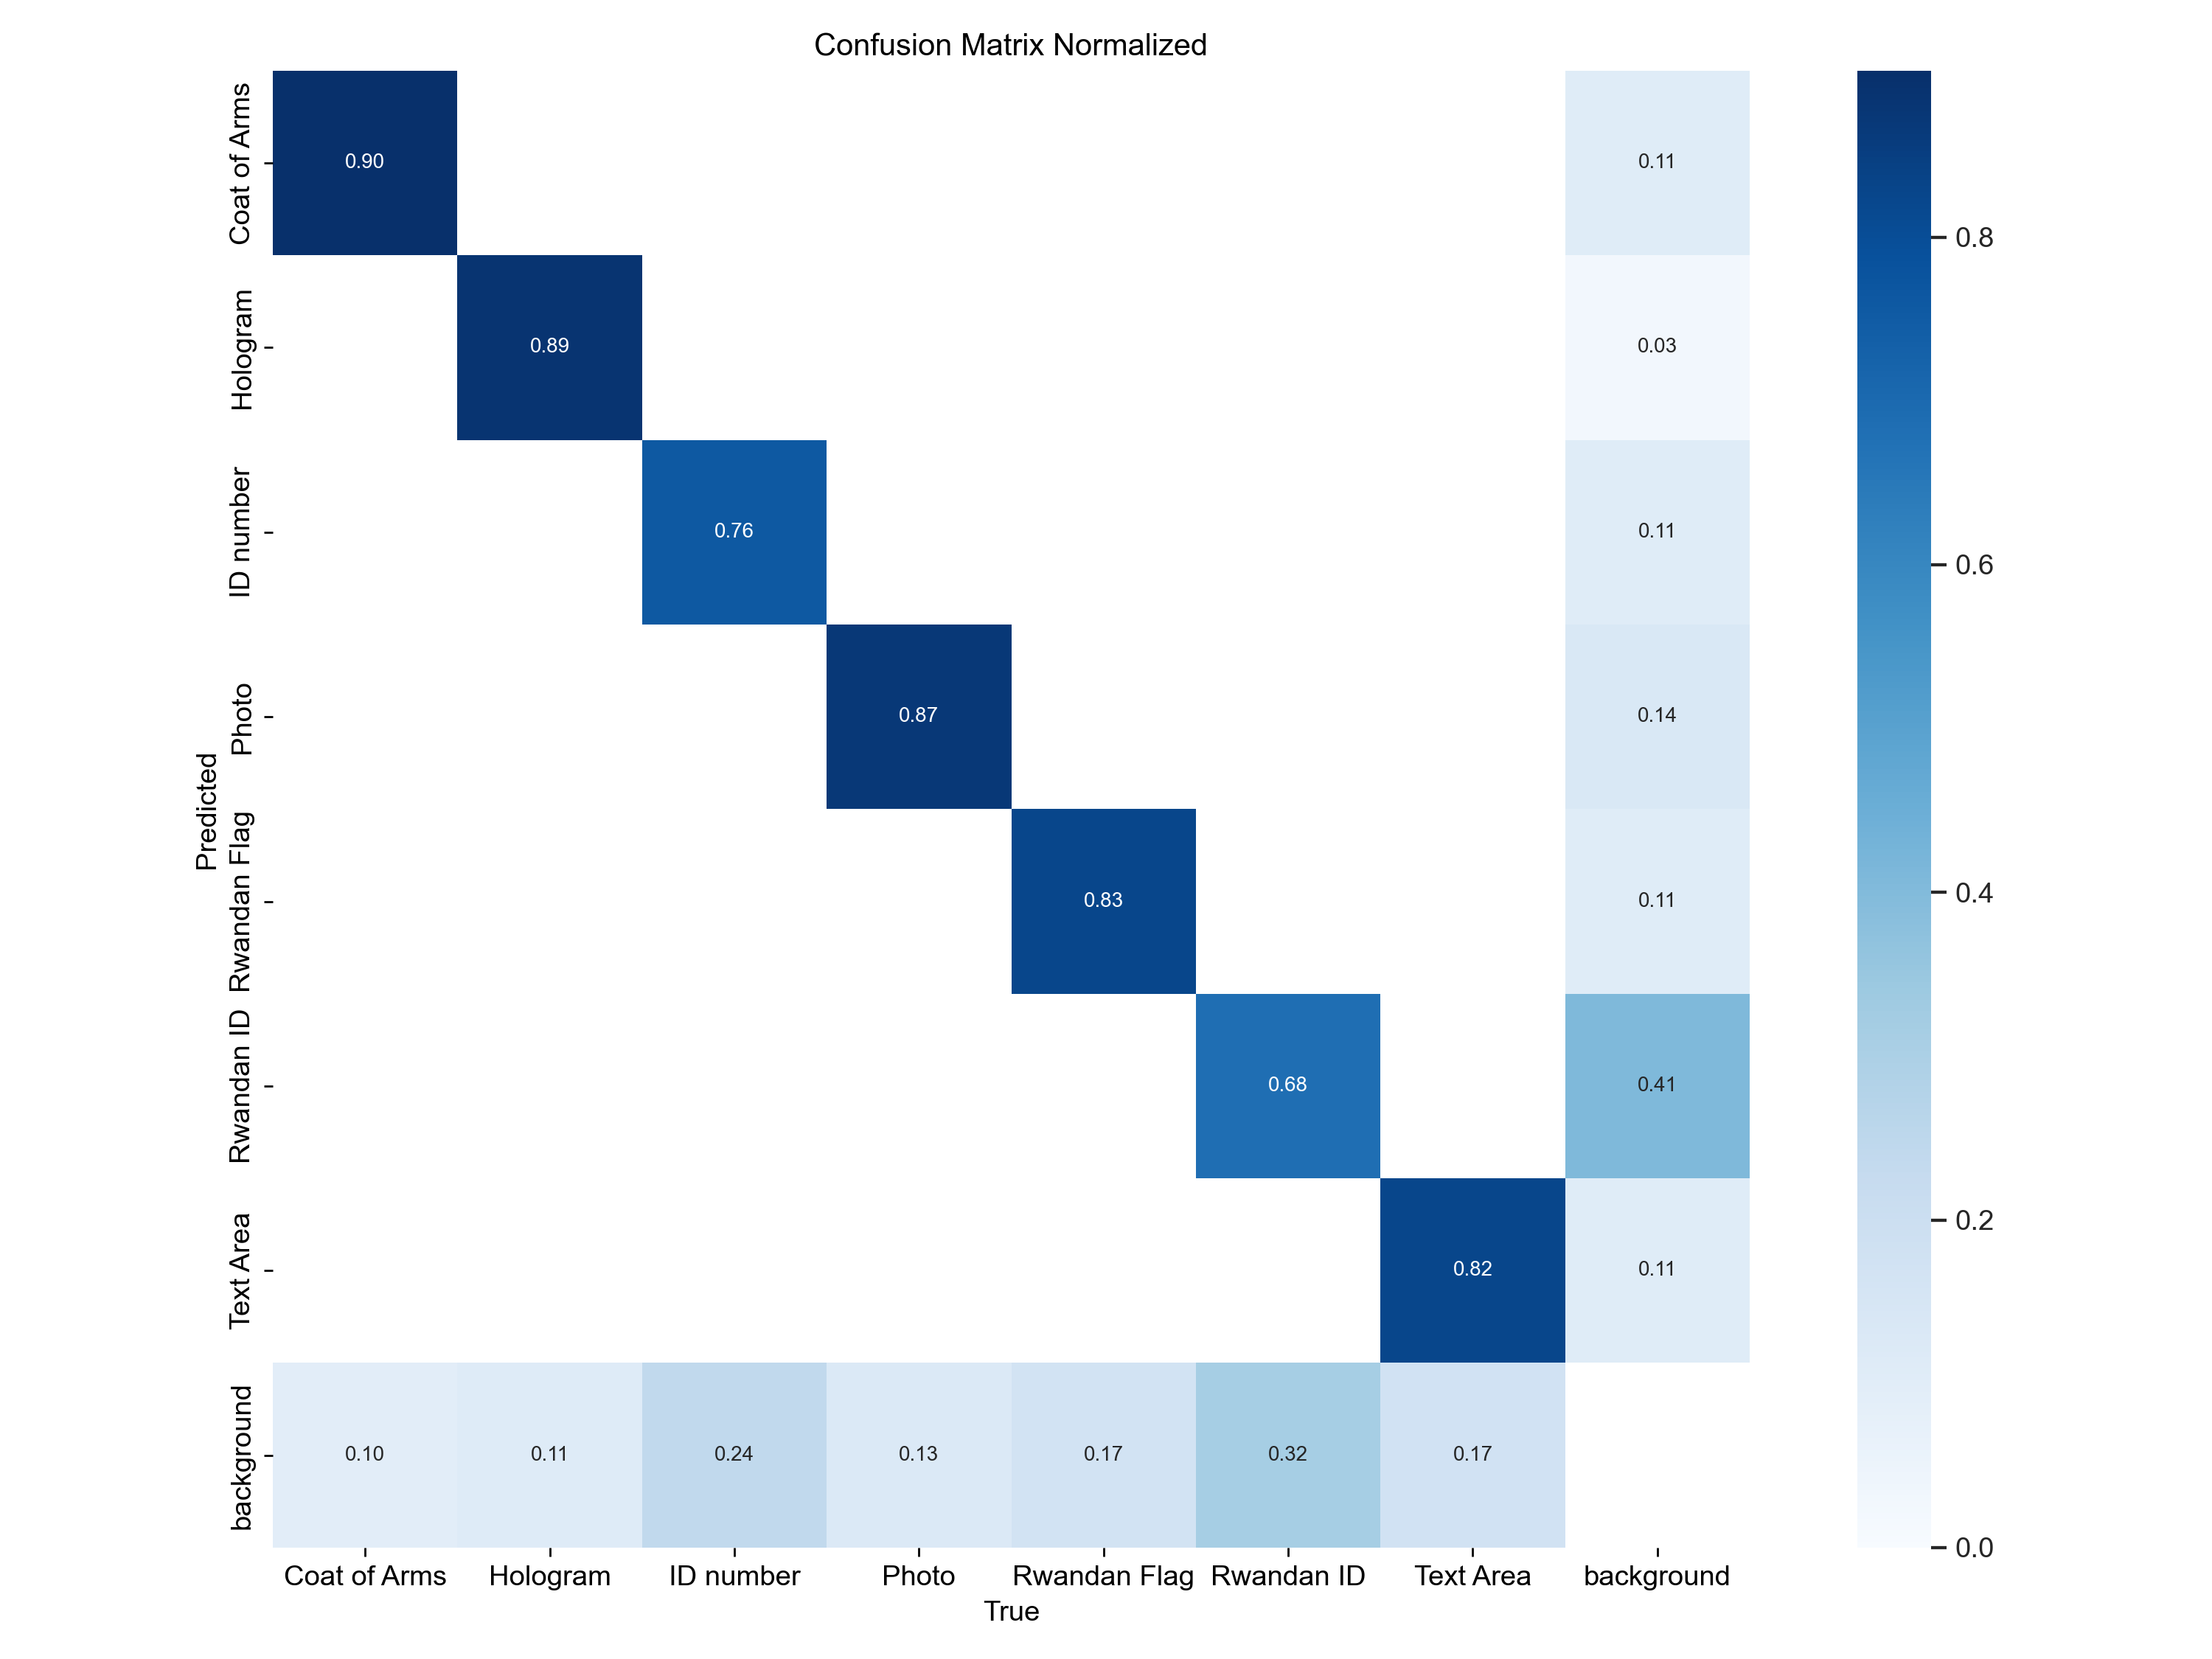 Confusion Matrix Normalized
Coat of Arms
0.90
0.11
0.8
Hologram
0.89
0.03
ID number
0.76
0.11
0.6
Photo
0.87
0.14
Predicted
Rwandan Flag
0.83
0.11
0.4
Rwandan ID
0.68
0.41
Text Area
0.82
0.11
0.2
background
0.10
0.11
0.24
0.13
0.17
0.32
0.17
0.0
Coat of Arms
Hologram
ID number
Photo
Rwandan Flag
Rwandan ID
Text Area
background
True